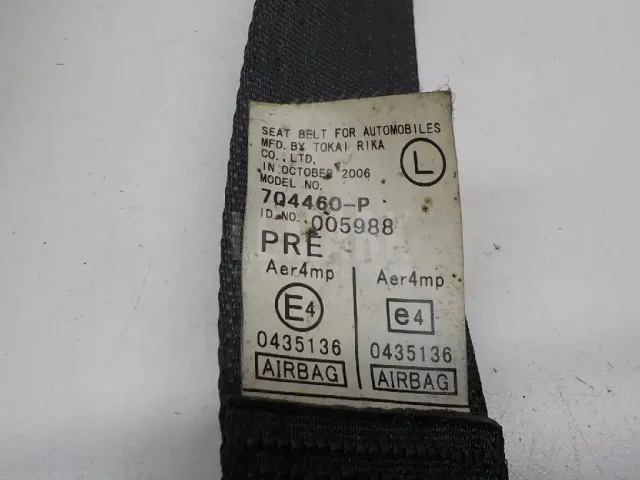 SEAT BELT FOR AUTOMOBILES
MFD. BY TOKAI RIKA
CO., LTD.
IN OCTOBER 2006
MODEL NO.
7Q4460-P
ID. NO. 005988
PRE
L
Aer4mp
E4
0435136
AIRBAG
Aer4mp
e4
0435136
AIRBAG